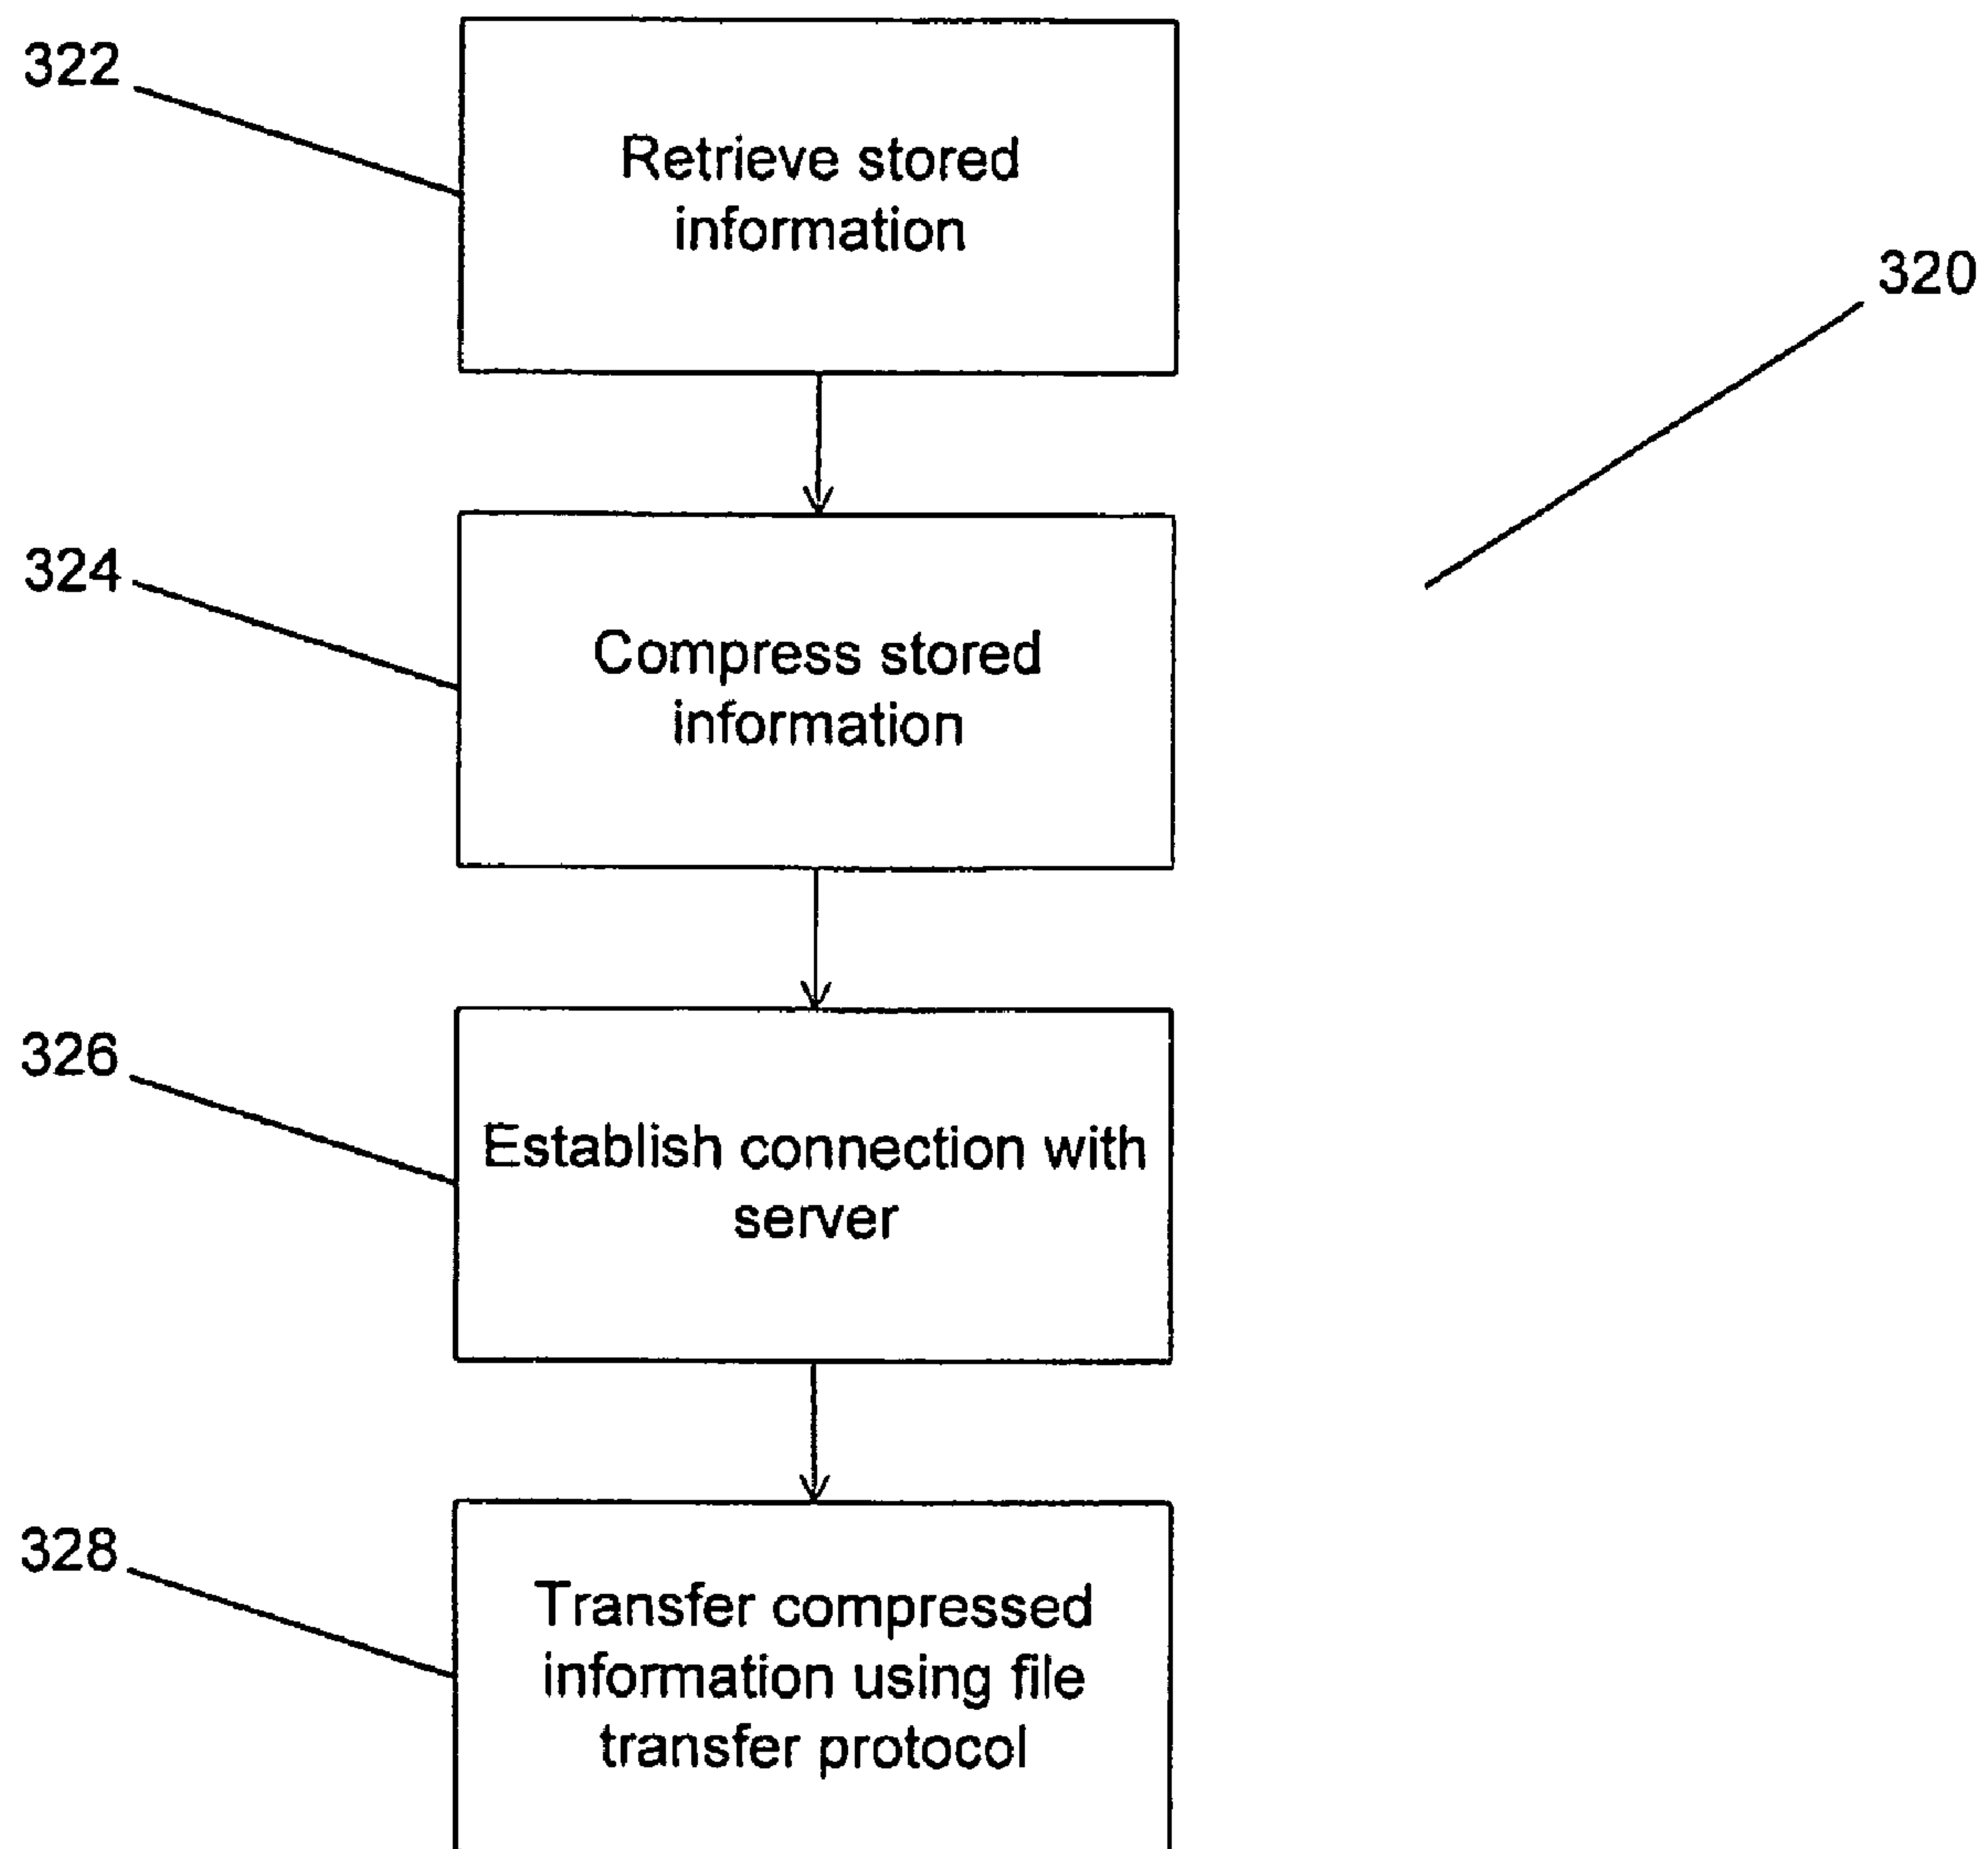 322
Retrieve stored
information
320
324
Compress stored
information
326
Establish connection with
server
328
Transfer compressed
information using file
transfer protocol